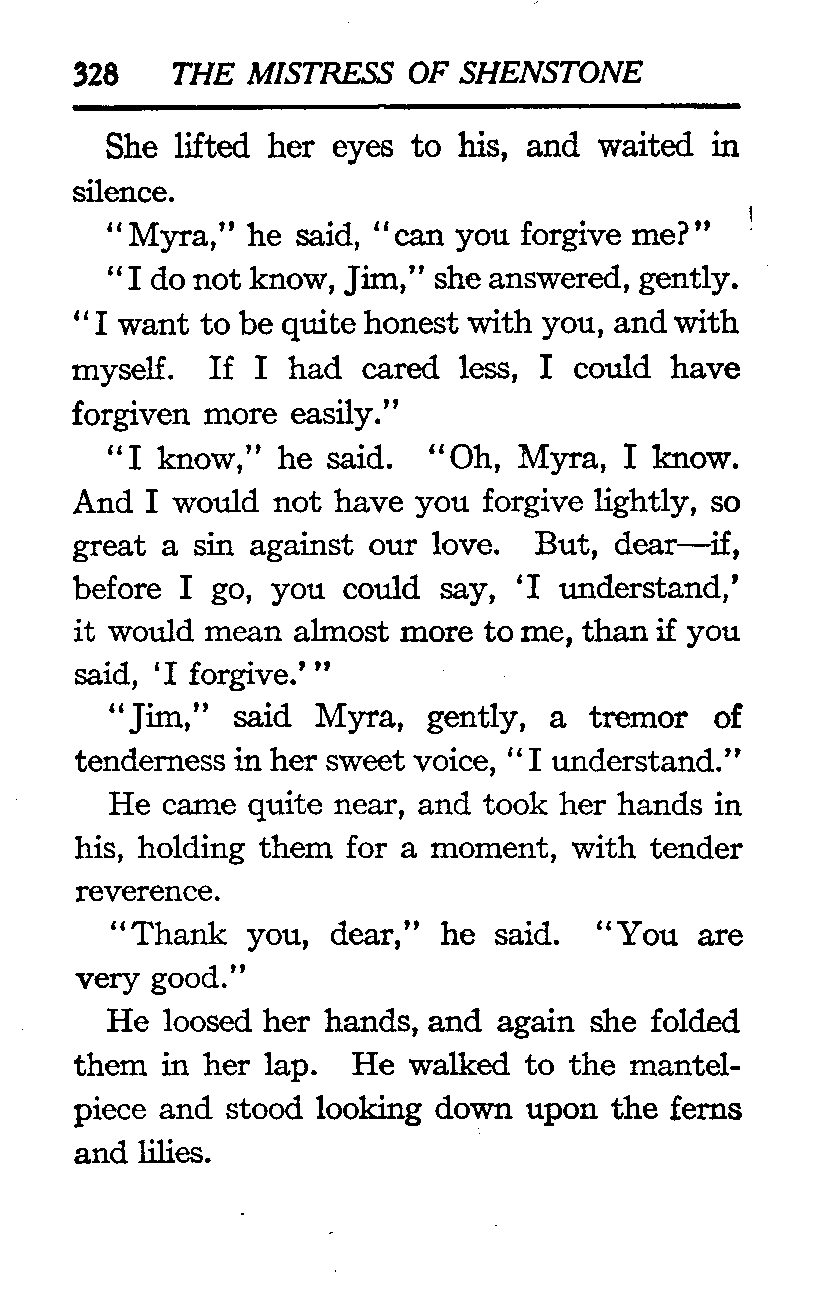 328 THE MISTRESS OF SHENSTONE
She lifted her eyes to his, and waited in
silence.
"Myra," he said, "can you forgive me?"
"I do not know, Jim," she answered, gently.
"I want to be quite honest with you, and with
myself. If I had cared less, I could have
forgiven more easily."
"I know," he said. "Oh, Myra, I know.
And I would not have you forgive lightly, so
great a sin against our love. But, dear—if,
before I go, you could say, 'I understand,'
it would mean almost more to me, than if you
said, 'I forgive.'"
"Jim," said Myra, gently, a tremor of
tenderness in her sweet voice, "I understand."
He came quite near, and took her hands in
his, holding them for a moment, with tender
reverence.
"Thank you, dear," he said. "You are
very good."
He loosed her hands, and again she folded
them in her lap. He walked to the mantel-
piece and stood looking down upon the ferns
and lilies.